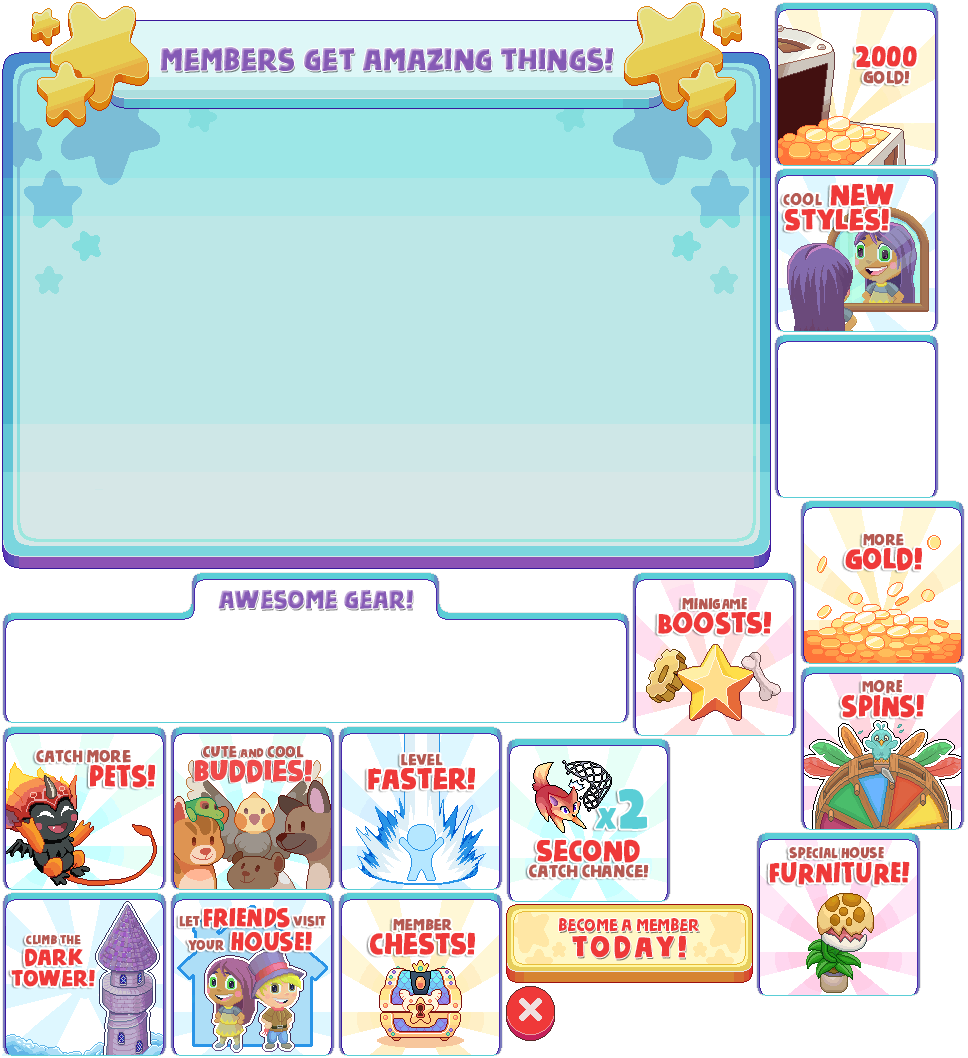 MEMBERS GET AMAZING THINGS!
2000
GOLD!
COOL NEW
STYLES!
MORE
GOLD!
AWESOME GEAR!
MINIGAME
BOOSTS!
MORE
SPINS!
CATCH MORE
PETS!
CUTE AND COOL
BUDDIES!
LEVEL
FASTER!
x2
SECOND
CATCH CHANCE!
SPECIAL HOUSE
FURNITURE!
CLIMB THE
DARK
TOWER!
LET FRIENDS VISIT
YOUR HOUSE!
MEMBER
CHESTS!
BECOME A MEMBER
TODAY!